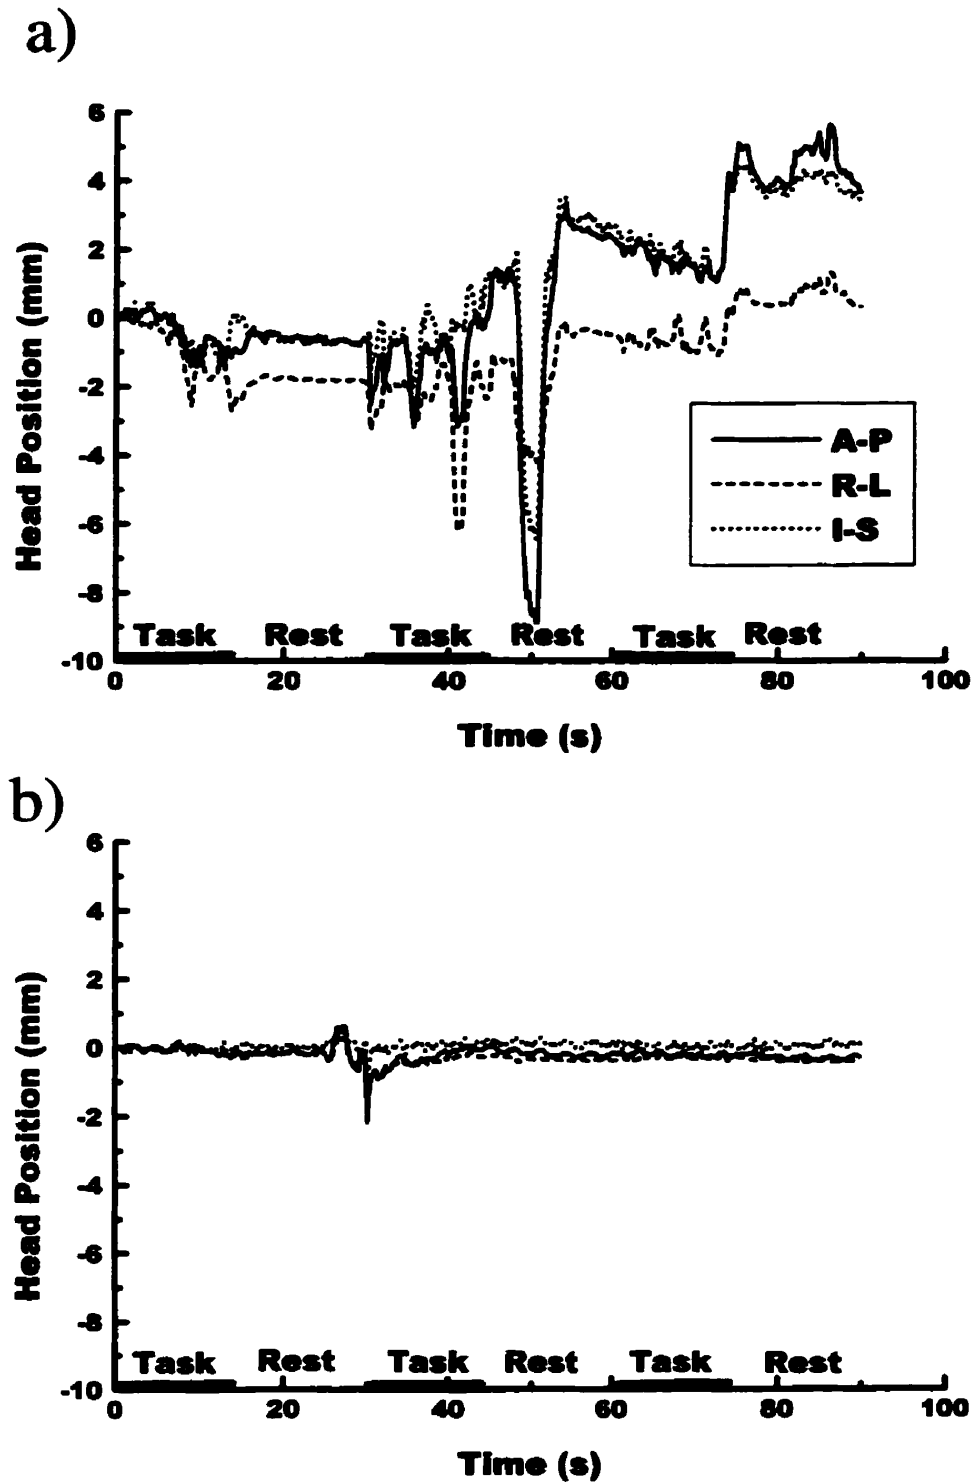 a)
6
4
2
0
-2
-4
-6
-8
-10
Head Position (mm)
A-P
R-L
I-S
Task Rest Task Rest Task Rest
0 20 40 60 80 100
Time (s)
b)
6
4
2
0
-2
-4
-6
-8
-10
Head Position (mm)
Task Rest Task Rest Task Rest
0 20 40 60 80 100
Time (s)